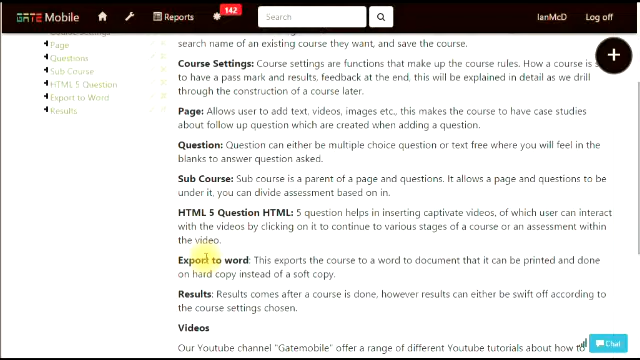 GATE Mobile Reports 142 Search IanMcD Log off
Page
Questions
Sub Course
HTML 5 Question
Export to Word
Results
search name of an existing course they want, and save the course.
Course Settings: Course settings are functions that make up the course rules. How a course is s
to have a pass mark and results, feedback at the end, this will be explained in detail as we drill
through the construction of a course later.
Page: Allows user to add text, videos, images etc., this makes the course to have case studies
about follow up question which are created when adding a question.
Question: Question can either be multiple choice question or text free where you will feel in the
blanks to answer question asked.
Sub Course: Sub course is a parent of a page and questions. It allows a page and questions to be
under it, you can divide assessment based on in.
HTML 5 Question HTML: 5 question helps in inserting captivate videos, of which user can interact
with the videos by clicking on it to continue to various stages of a course or an assessment within
the video.
Export to word: This exports the course to a word to document that it can be printed and done
on hard copy instead of a soft copy.
Results: Results comes after a course is done, however results can either be swift off according to
the course settings chosen.
Videos
Our Youtube channel "Gatemobile" offer a range of different Youtube tutorials about how to
Chat